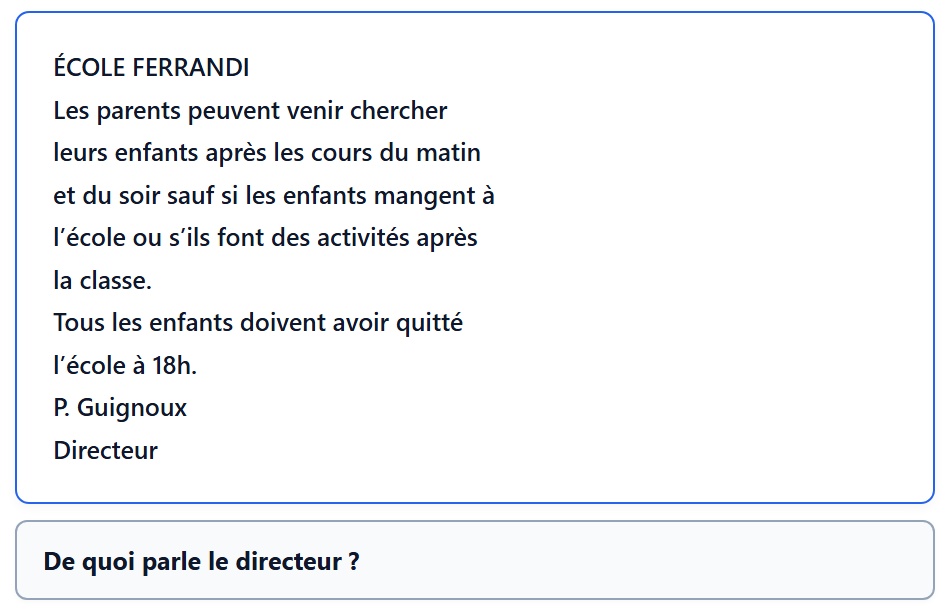 ÉCOLE FERRANDI
Les parents peuvent venir chercher
leurs enfants après les cours du matin
et du soir sauf si les enfants mangent à
l’école ou s’ils font des activités après
la classe.
Tous les enfants doivent avoir quitté
l’école à 18h.
P. Guignoux
Directeur
De quoi parle le directeur ?